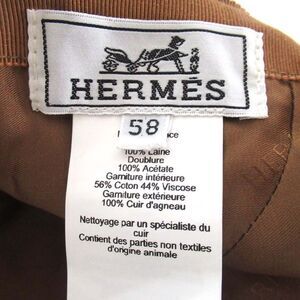 HERMÈS
58
100% Laine
Doublure
100% Acétate
Garniture intérieure
56% Coton 44% Viscose
Garniture extérieure
100% Cuir d'agneau
Nettoyage par un spécialiste du
cuir
Contient des parties non textiles
d'origine animale